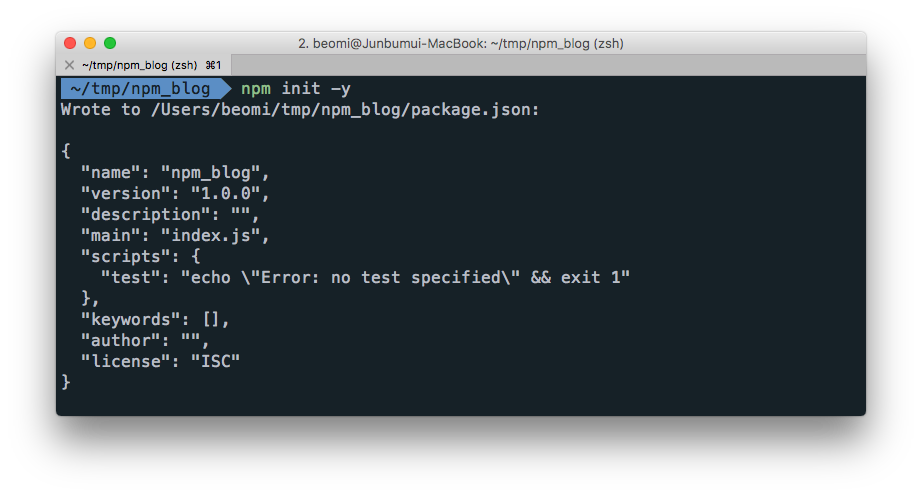 2. beomi@Junbumui-MacBook: ~/tmp/npm_blog (zsh)
✕ ~/tmp/npm_blog (zsh) ⌘1
~/tmp/npm_blog npm init -y
Wrote to /Users/beomi/tmp/npm_blog/package.json:

{
  "name": "npm_blog",
  "version": "1.0.0",
  "description": "",
  "main": "index.js",
  "scripts": {
    "test": "echo \"Error: no test specified\" && exit 1"
  },
  "keywords": [],
  "author": "",
  "license": "ISC"
}